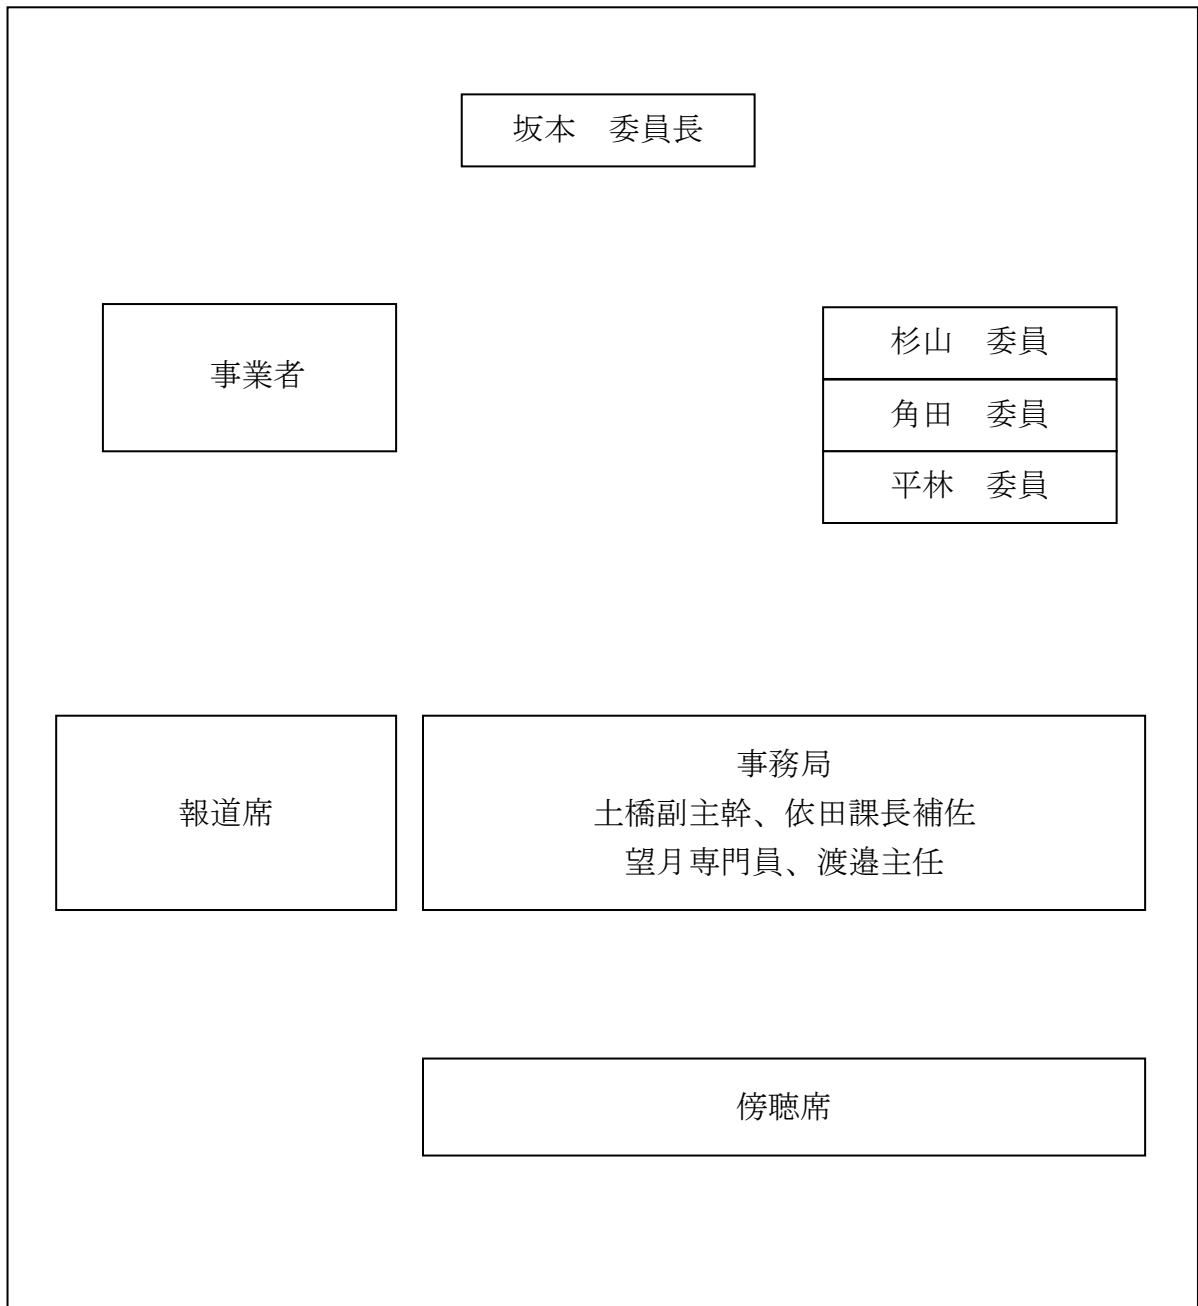 坂本　委員長
事業者
杉山　委員
角田　委員
平林　委員
報道席
事務局
土橋副主幹、依田課長補佐
望月専門員、渡邉主任
傍聴席